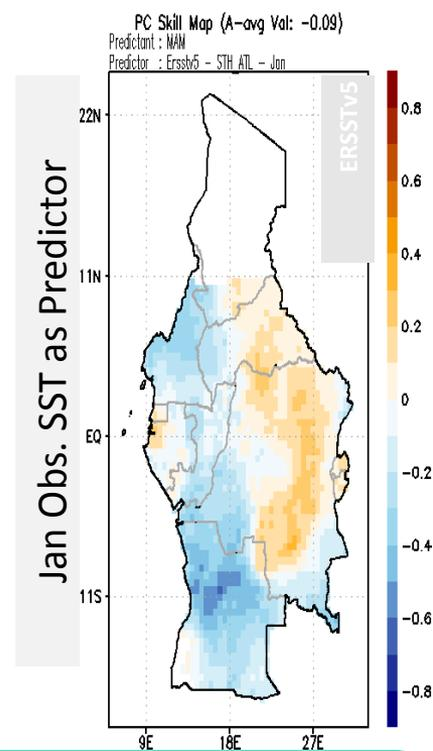 PC Skill Map (A-avg Val: -0.09)
Predictant : MAM
Predictor : Ersstv5 - STH ATL - Jan
Jan Obs. SST as Predictor
ERSSTv5
22N
11N
EQ
11S
9E 18E 27E
0.8
0.6
0.4
0.2
0
-0.2
-0.4
-0.6
-0.8